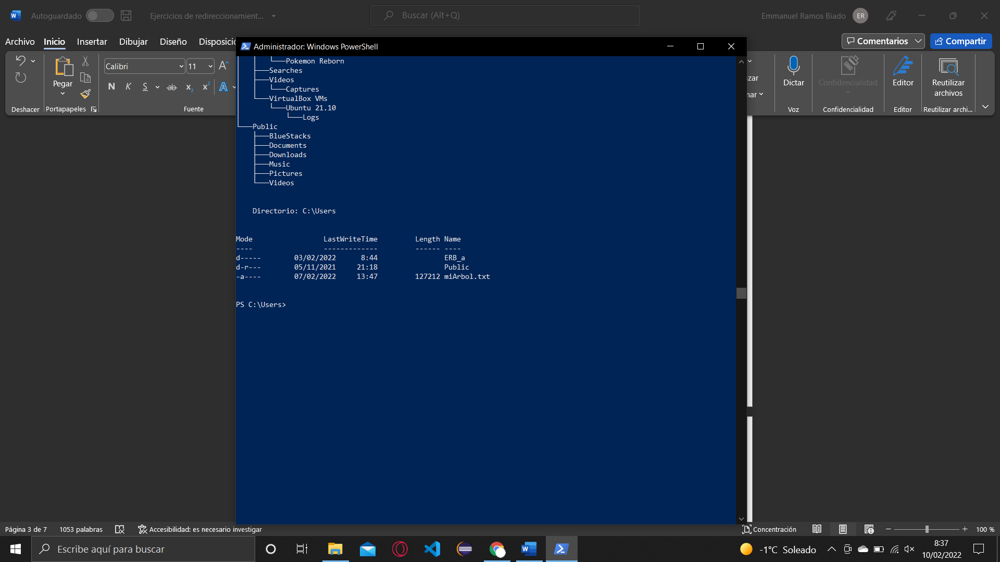 Autoguardado
Ejercicios de redireccionamient...
Buscar (Alt+Q)
Emmanuel Ramos Biado
ER
Archivo Inicio Insertar Dibujar Diseño Disposici
Comentarios
Compartir
Administrador: Windows PowerShell
Pegar
Calibri
11
N K S ab x₂ x² A
zar
nar
Dictar
Confidencialidad
Editor
Reutilizar
archivos
Deshacer
Portapapeles
Fuente
Voz
Confidencialidad
Editor
Reutilizar archi...
└───Pokemon Reborn
├───Searches
├───Videos
│ └───Captures
└───VirtualBox VMs
└───Ubuntu 21.10
└───Logs
└───Public
├───BlueStacks
├───Documents
├───Downloads
├───Music
├───Pictures
└───Videos
Directorio: C:\Users
Mode LastWriteTime Length Name
---- ------------- ------ ----
d----- 03/02/2022 8:44 ERB_a
d-r--- 05/11/2021 21:18 Public
-a---- 07/02/2022 13:47 127212 miArbol.txt
PS C:\Users>
Página 3 de 7
1053 palabras
Accesibilidad: es necesario investigar
Concentración
100 %
Escribe aquí para buscar
-1°C Soleado
8:37
10/02/2022